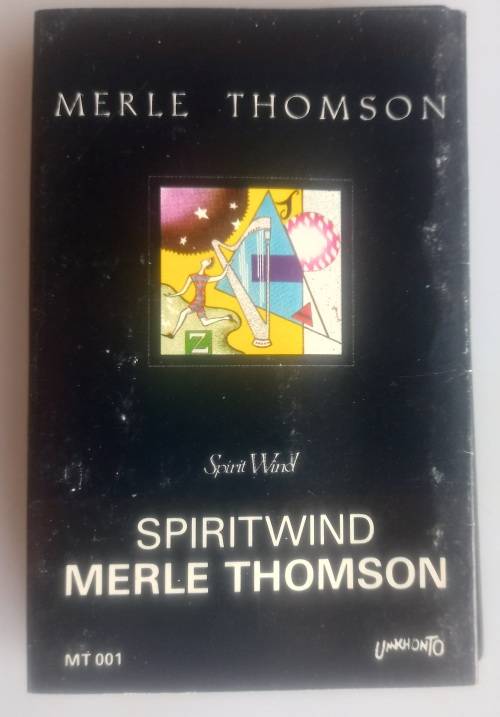 MERLE THOMSON
Z
Spirit Wind
SPIRITWIND
MERLE THOMSON
MT 001
UMKHONTO